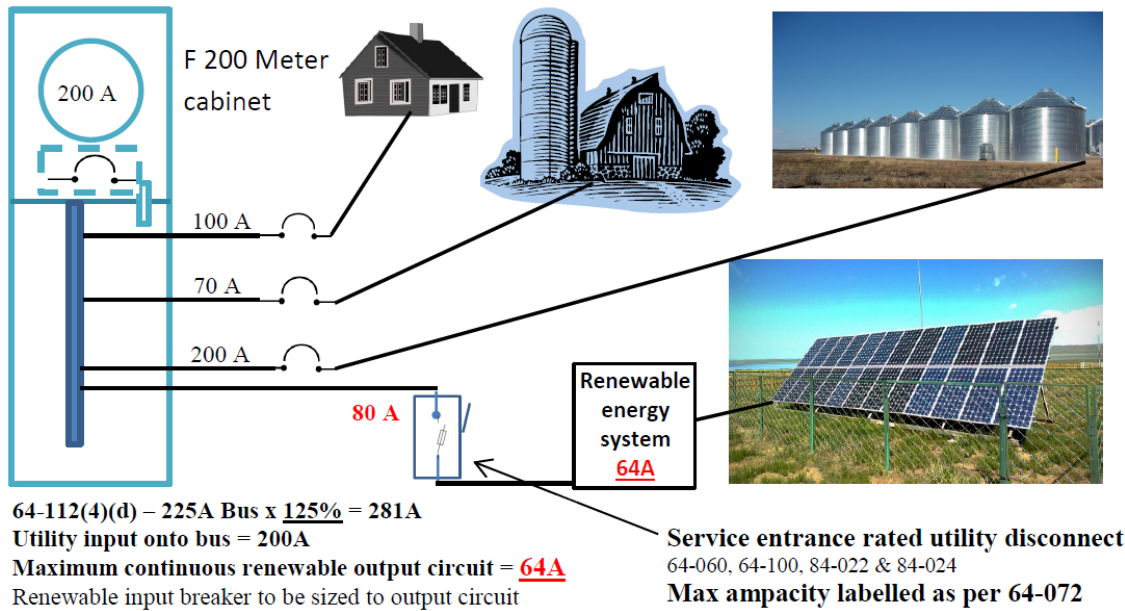 F 200 Meter
cabinet
200 A
100 A
70 A
200 A
80 A
Renewable
energy
system
64A
64-112(4)(d) – 225A Bus x 125% = 281A
Utility input onto bus = 200A
Maximum continuous renewable output circuit = 64A
Renewable input breaker to be sized to output circuit
Service entrance rated utility disconnect
64-060, 64-100, 84-022 & 84-024
Max ampacity labelled as per 64-072